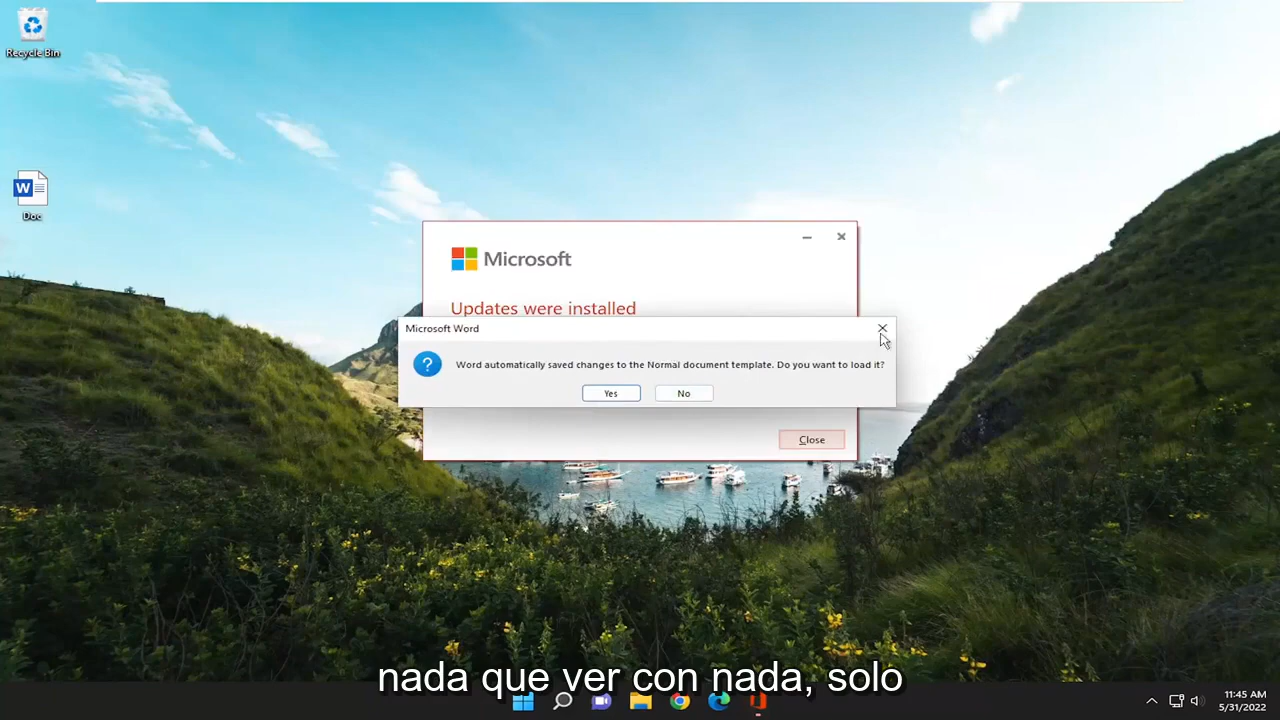 Recycle Bin
Doc
Microsoft
Updates were installed
Microsoft Word
Word automatically saved changes to the Normal document template. Do you want to load it?
Yes
No
Close
nada que ver con nada, solo
11:45 AM
5/31/2022